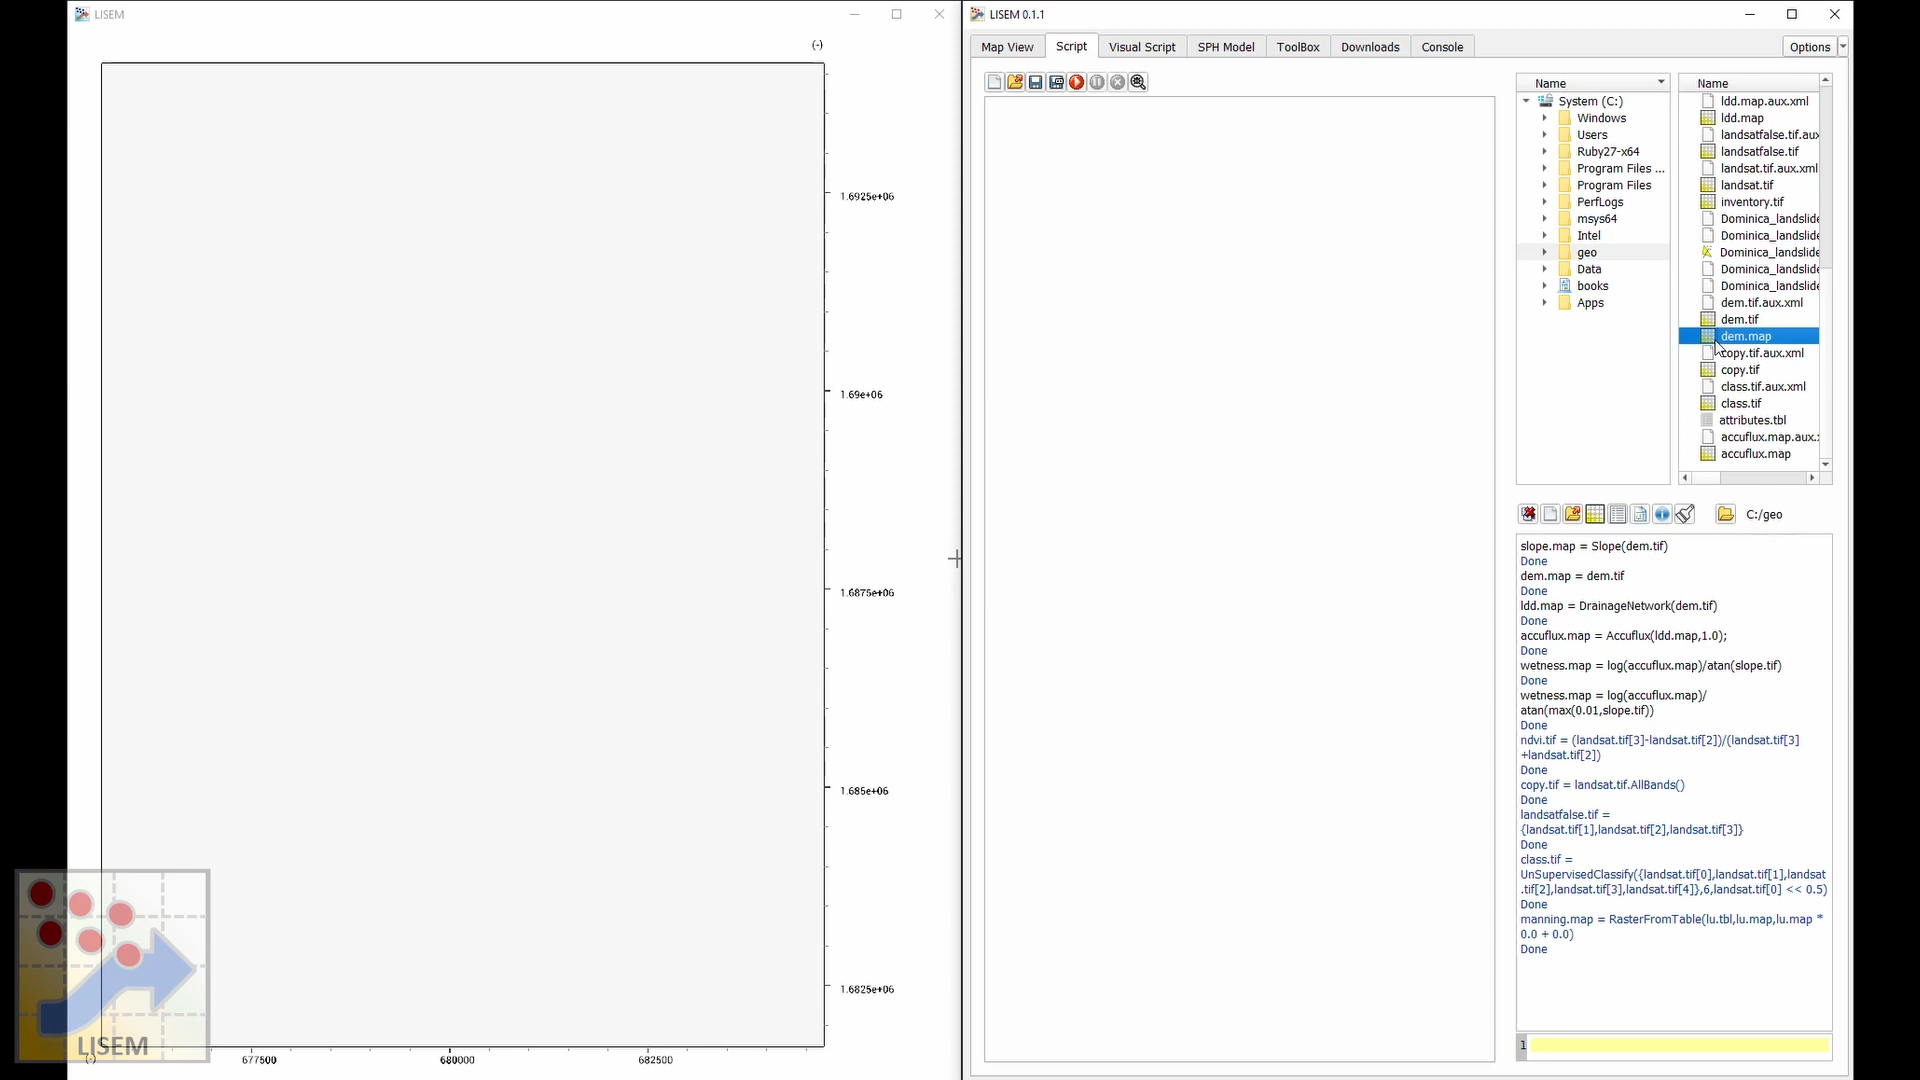 LISEM
(-)
1.6925e+06
1.69e+06
1.6875e+06
1.685e+06
1.6825e+06
(-)
677500
680000
682500
LISEM
LISEM 0.1.1
Map View
Script
Visual Script
SPH Model
ToolBox
Downloads
Console
Options
Name
System (C:)
Windows
Users
Ruby27-x64
Program Files ...
Program Files
PerfLogs
msys64
Intel
geo
Data
books
Apps
Name
ldd.map.aux.xml
ldd.map
landsatfalse.tif.aux
landsatfalse.tif
landsat.tif.aux.xml
landsat.tif
inventory.tif
Dominica_landslide
Dominica_landslide
Dominica_landslide
Dominica_landslide
Dominica_landslide
dem.tif.aux.xml
dem.tif
dem.map
copy.tif.aux.xml
copy.tif
class.tif.aux.xml
class.tif
attributes.tbl
accuflux.map.aux.x
accuflux.map
C:/geo
slope.map = Slope(dem.tif)
Done
dem.map = dem.tif
Done
ldd.map = DrainageNetwork(dem.tif)
Done
accuflux.map = Accuflux(ldd.map,1.0);
Done
wetness.map = log(accuflux.map)/atan(slope.tif)
Done
wetness.map = log(accuflux.map)/
atan(max(0.01,slope.tif))
Done
ndvi.tif = (landsat.tif[3]-landsat.tif[2])/(landsat.tif[3]
+landsat.tif[2])
Done
copy.tif = landsat.tif.AllBands()
Done
landsatfalse.tif =
{landsat.tif[1],landsat.tif[2],landsat.tif[3]}
Done
class.tif =
UnSupervisedClassify({landsat.tif[0],landsat.tif[1],landsat
.tif[2],landsat.tif[3],landsat.tif[4]},6,landsat.tif[0] << 0.5)
Done
manning.map = RasterFromTable(lu.tbl,lu.map,lu.map *
0.0 + 0.0)
Done
1